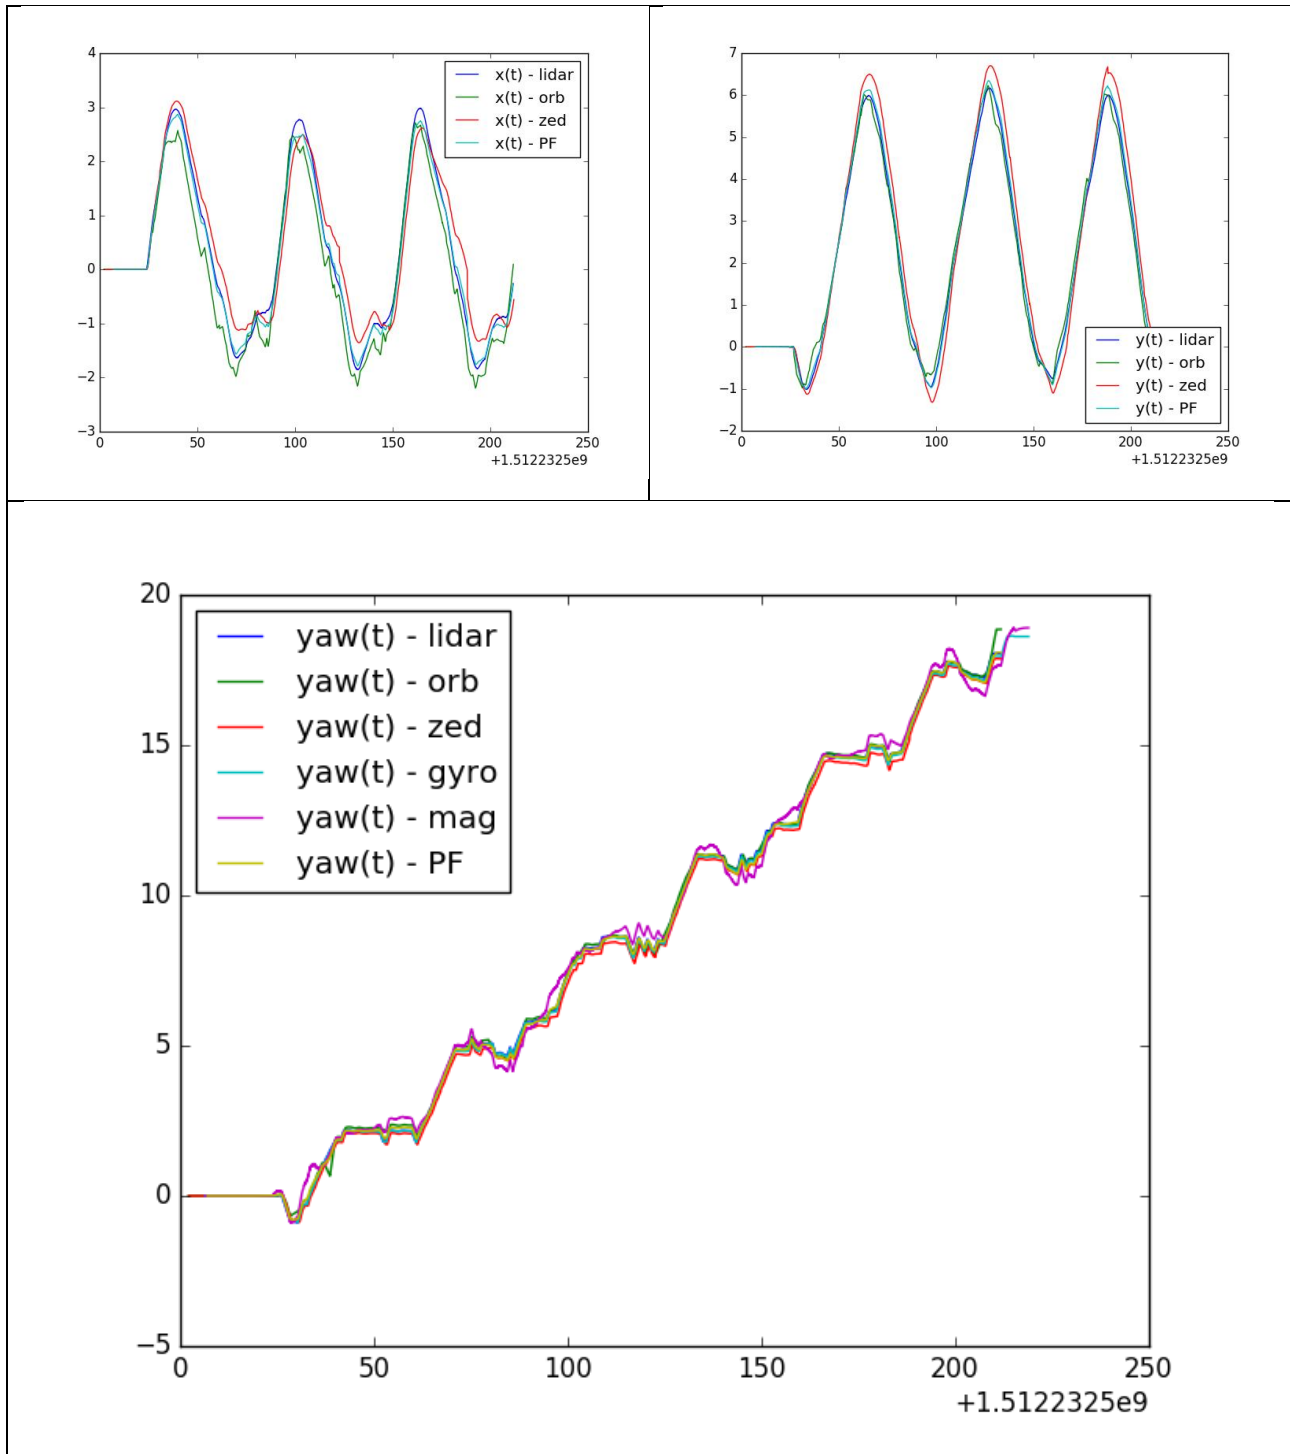 4
3
2
1
0
−1
−2
−3
0 50 100 150 200 250
+1.5122325e9
x(t) - lidar
x(t) - orb
x(t) - zed
x(t) - PF
7
6
5
4
3
2
1
0
−1
−2
0 50 100 150 200 250
+1.5122325e9
y(t) - lidar
y(t) - orb
y(t) - zed
y(t) - PF
20
15
10
5
0
−5
0 50 100 150 200 250
+1.5122325e9
yaw(t) - lidar
yaw(t) - orb
yaw(t) - zed
yaw(t) - gyro
yaw(t) - mag
yaw(t) - PF